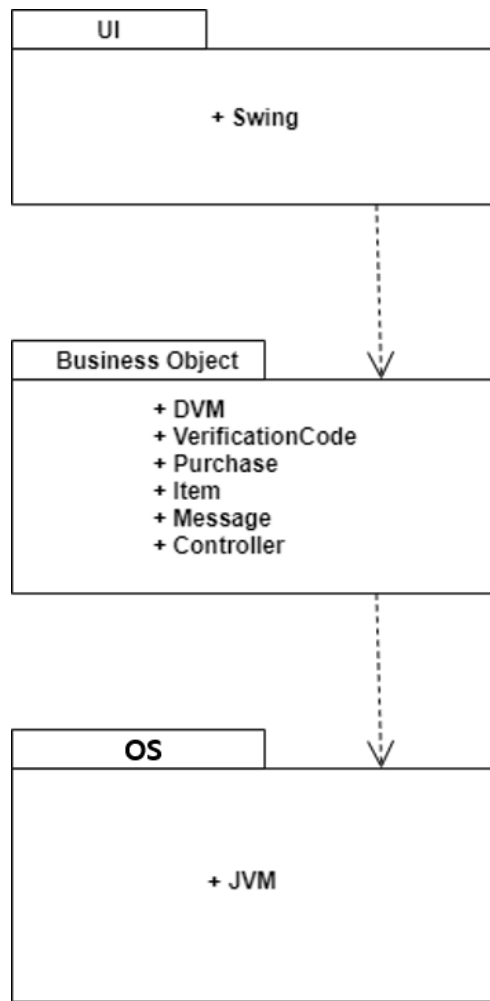 UI
+ Swing
Business Object
+ DVM
+ VerificationCode
+ Purchase
+ Item
+ Message
+ Controller
OS
+ JVM